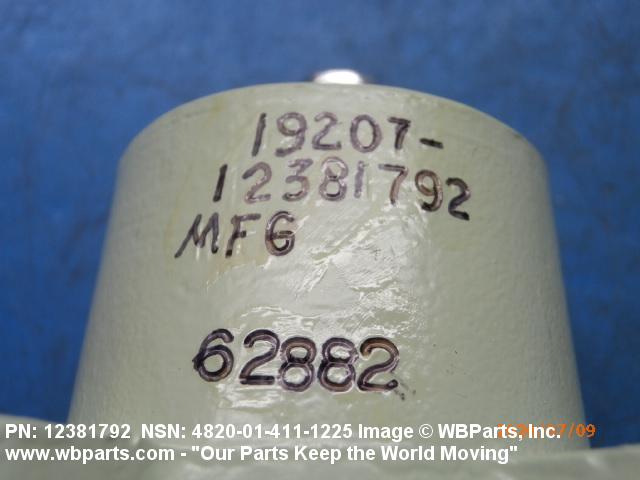 19207-
12381792
MFG
62882
PN: 12381792 NSN: 4820-01-411-1225 Image © WBParts, Inc.
www.wbparts.com - "Our Parts Keep the World Moving"